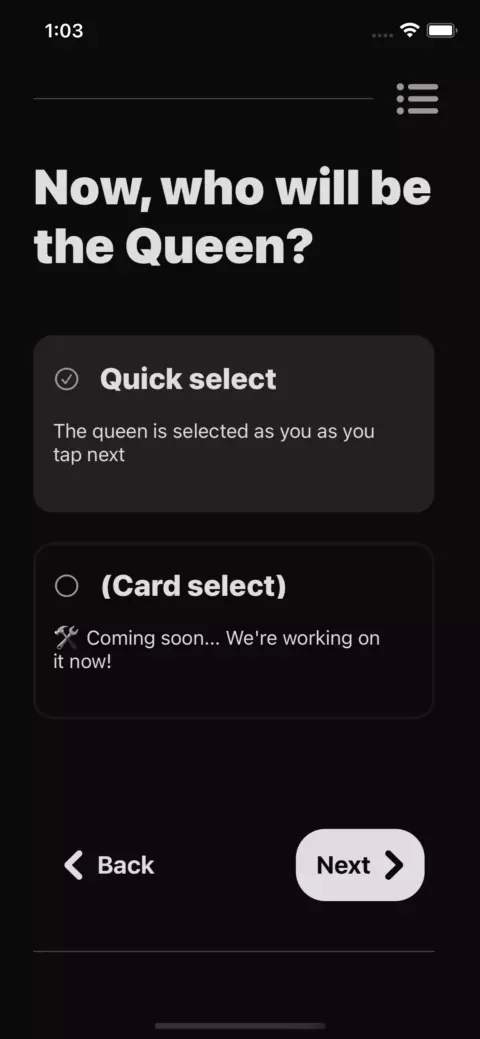 1:03
Now, who will be
the Queen?
Quick select
The queen is selected as you as you
tap next
(Card select)
🛠 Coming soon... We're working on
it now!
Back
Next